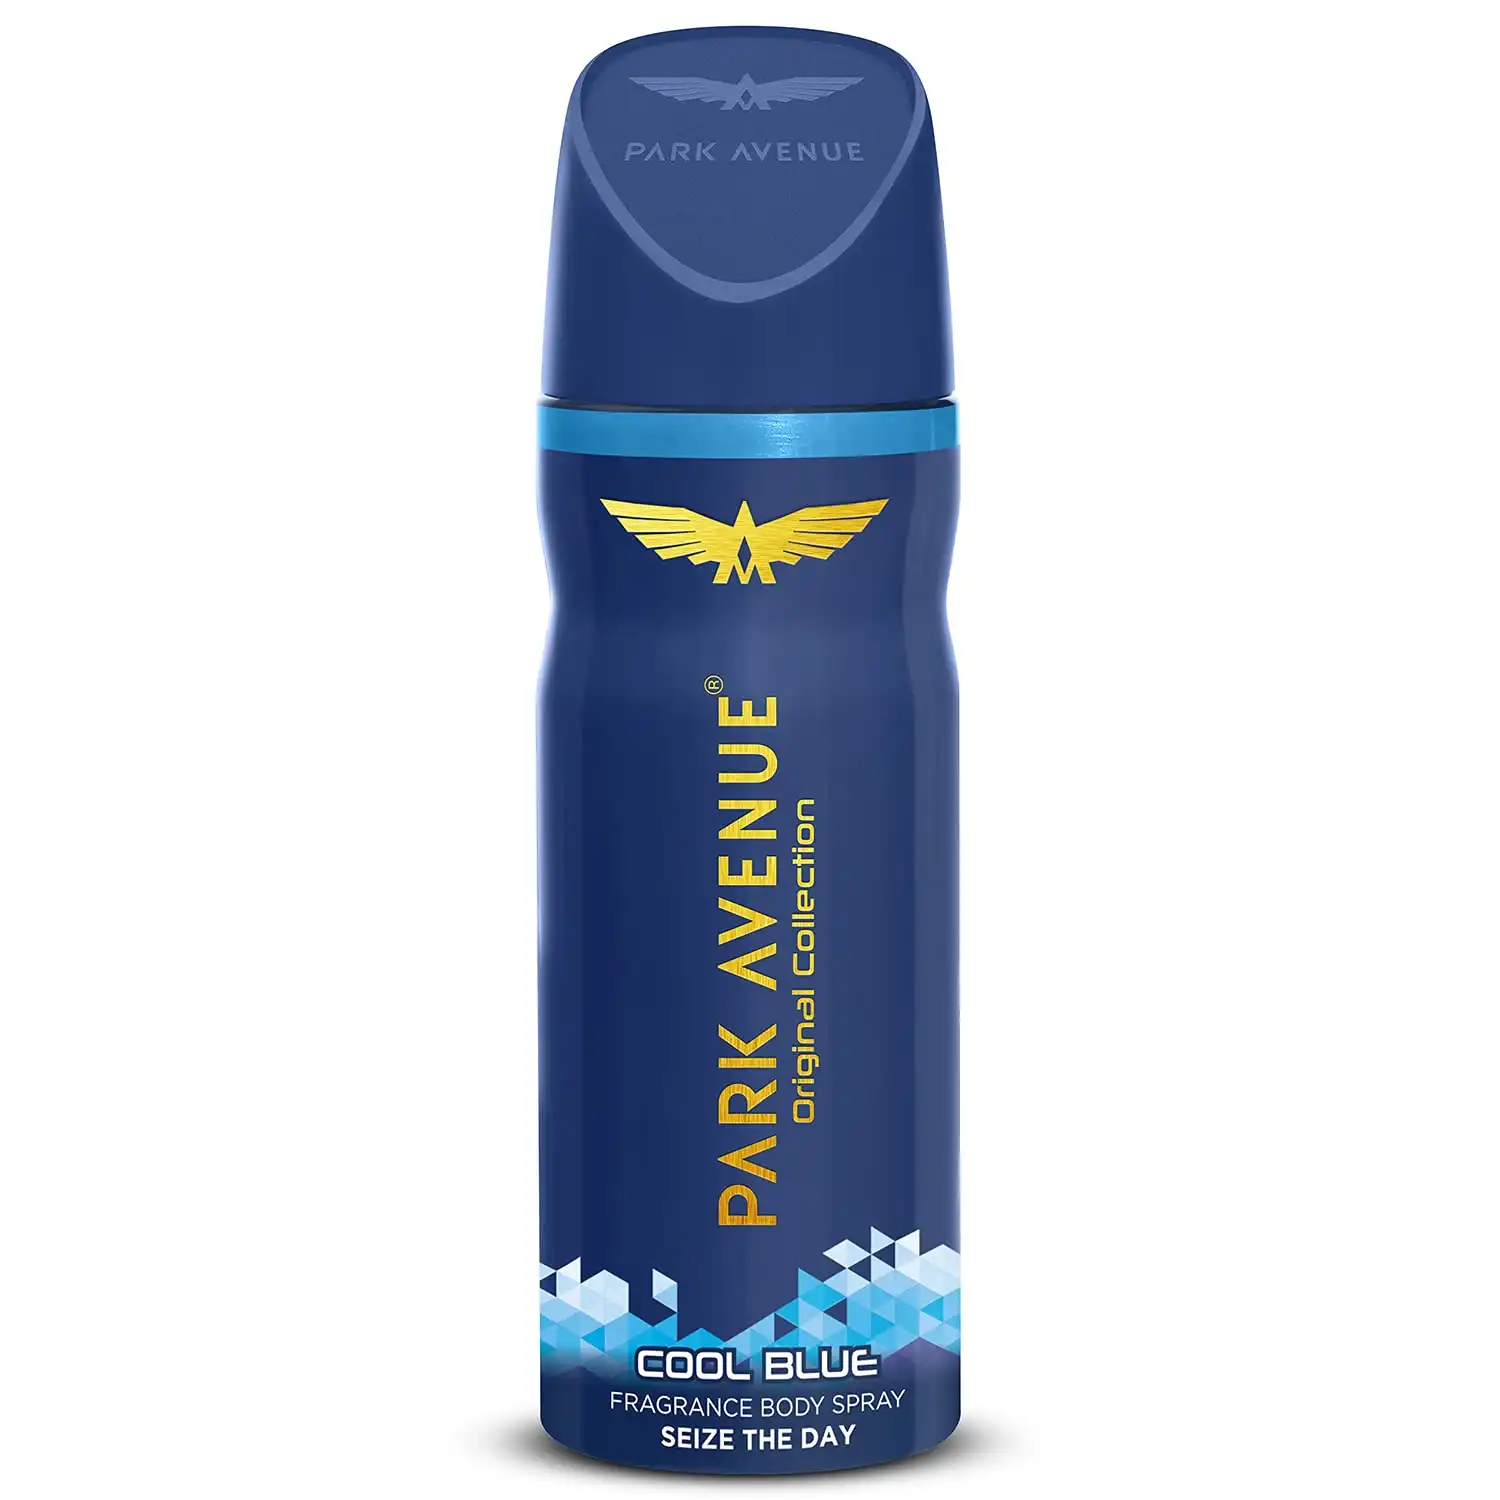 PARK AVENUE
PARK AVENUE®
Original Collection
COOL BLUE
FRAGRANCE BODY SPRAY
SEIZE THE DAY